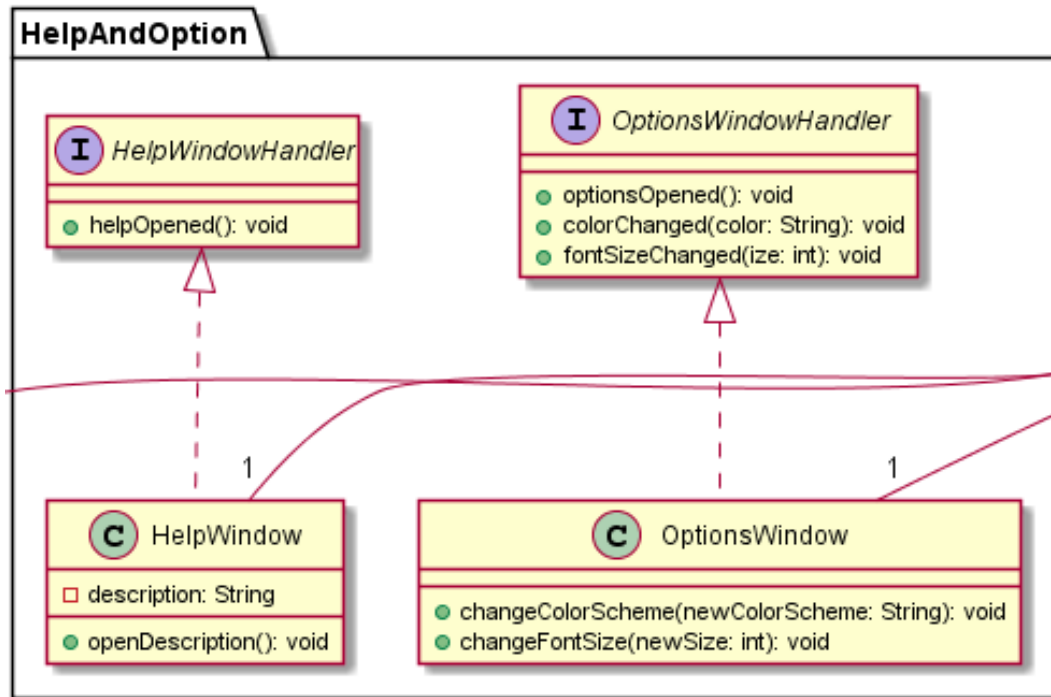 HelpAndOption
I HelpWindowHandler
helpOpened(): void
I OptionsWindowHandler
optionsOpened(): void
colorChanged(color: String): void
fontSizeChanged(ize: int): void
1
1
C HelpWindow
description: String
openDescription(): void
C OptionsWindow
changeColorScheme(newColorScheme: String): void
changeFontSize(newSize: int): void